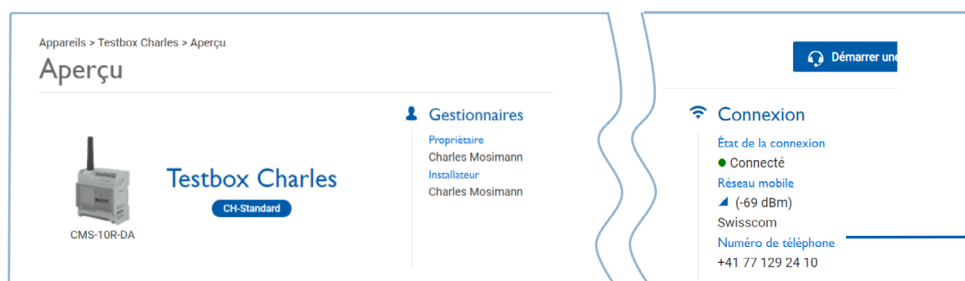 Appareils > Testbox Charles > Aperçu
Aperçu
CMS-10R-DA
Testbox Charles
CH-Standard
Gestionnaires
Propriétaire
Charles Mosimann
Installateur
Charles Mosimann
Démarrer une
Connexion
État de la connexion
Connecté
Réseau mobile
(-69 dBm)
Swisscom
Numéro de téléphone
+41 77 129 24 10